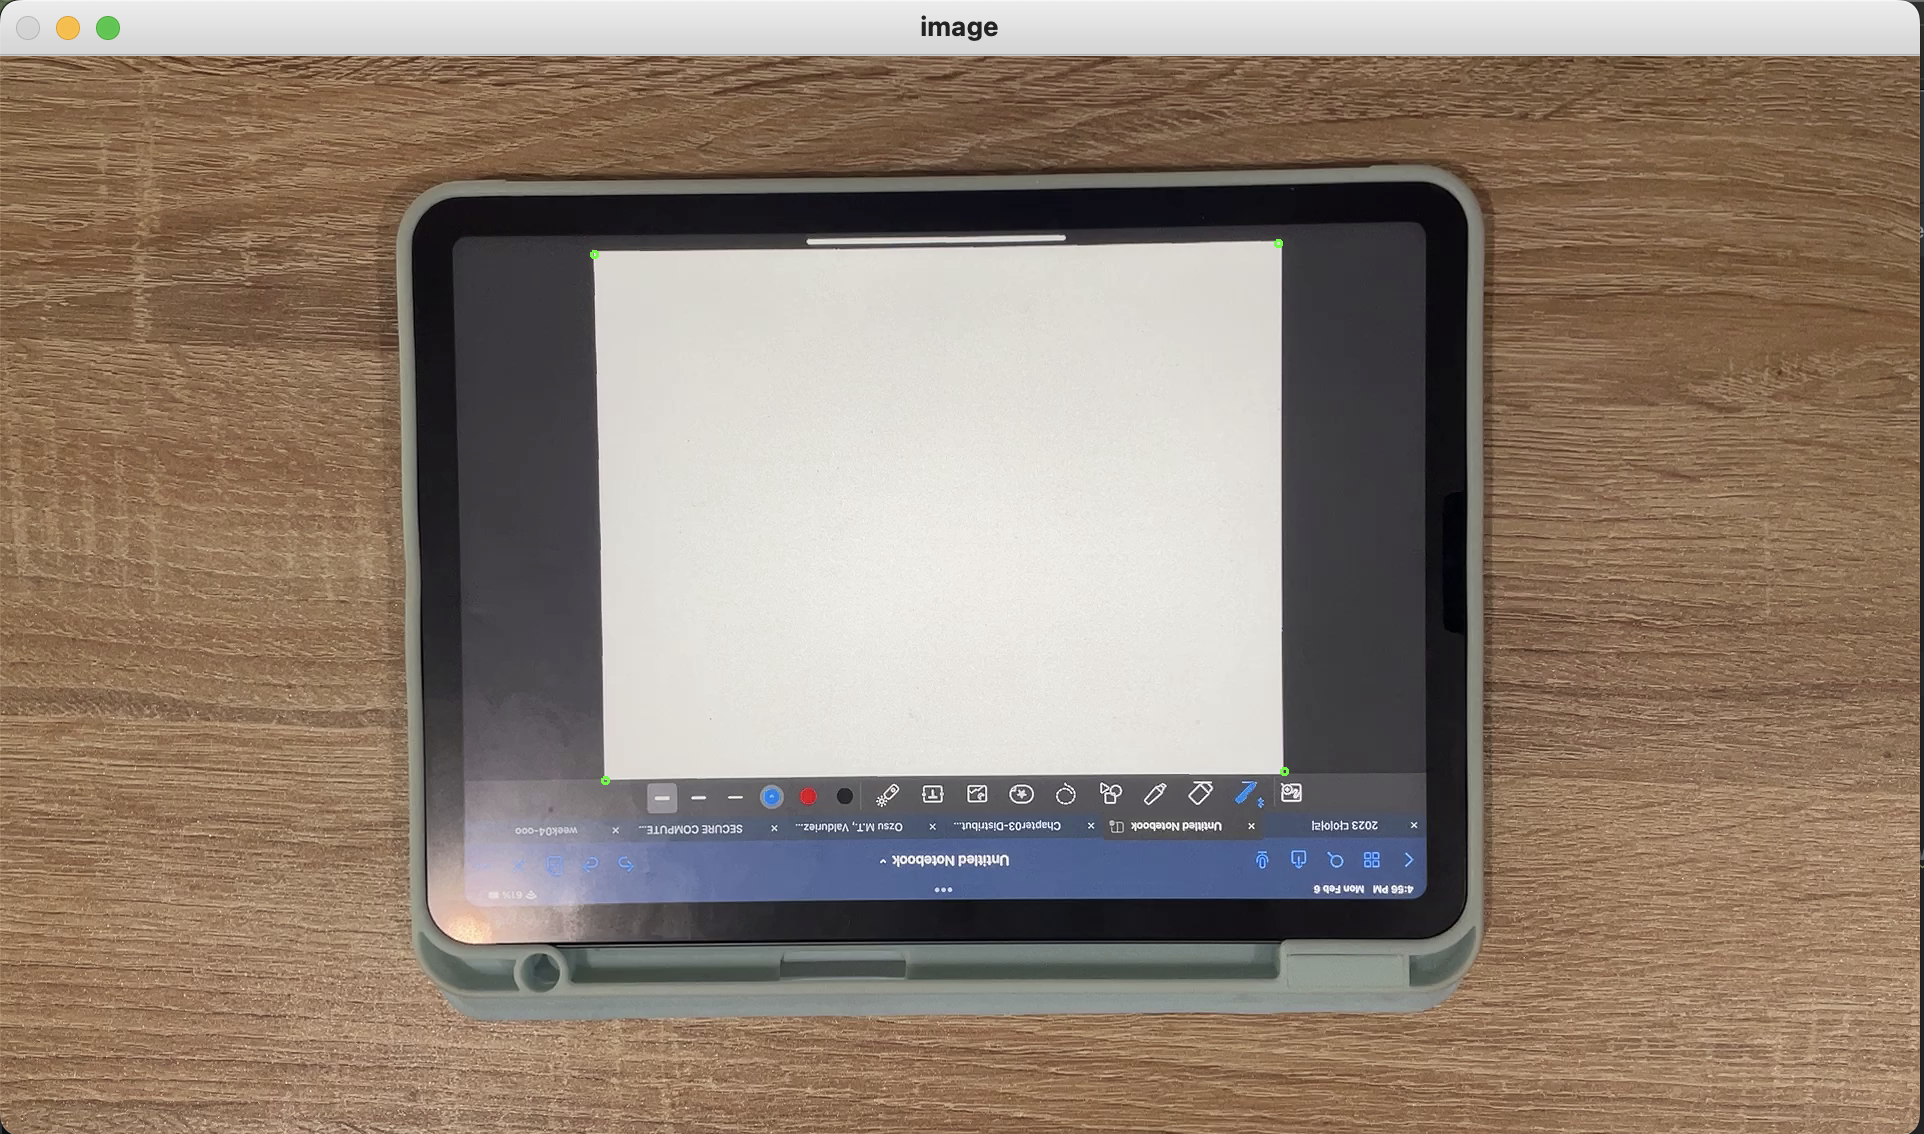 image
4:56 PM Mon Feb 6
61%
Untitled Notebook
2023 다이어리
Untitled Notebook
Chapter03-Distribut...
Ozsu M.T., Valduriez...
SECURE COMPUTE...
week04-ooo